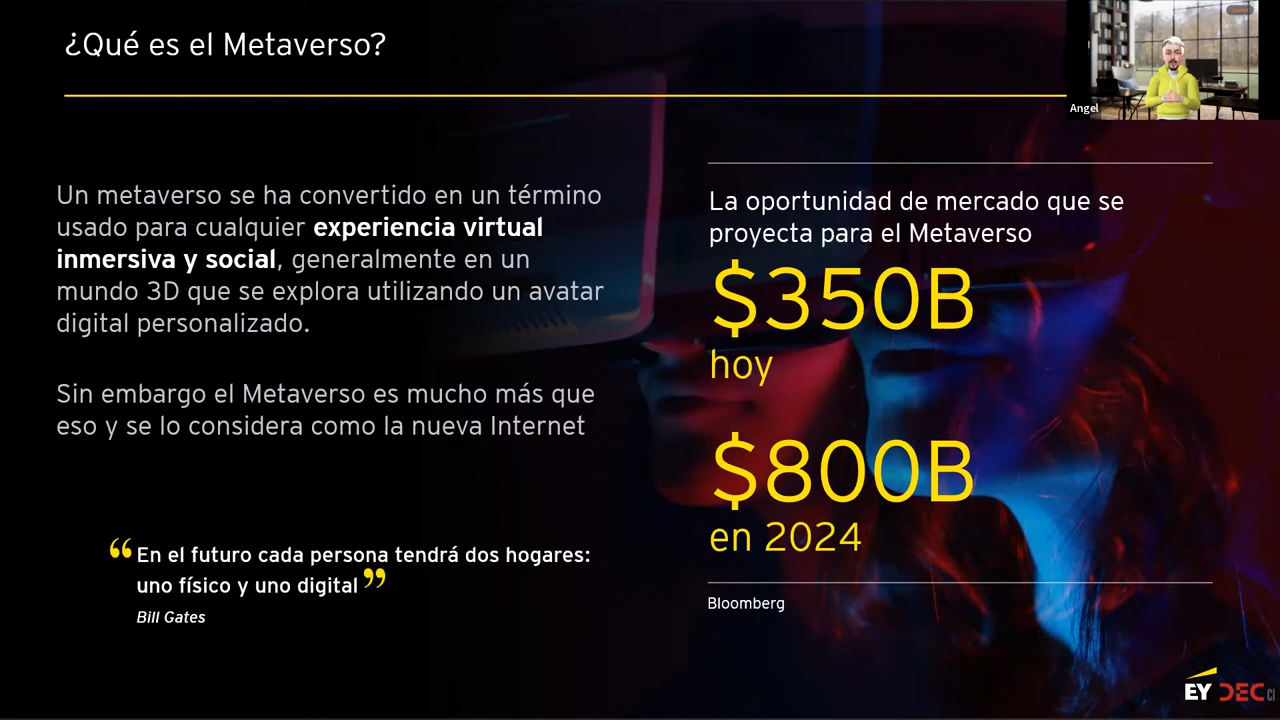 ¿Qué es el Metaverso?
Angel
Un metaverso se ha convertido en un término
usado para cualquier experiencia virtual
inmersiva y social, generalmente en un
mundo 3D que se explora utilizando un avatar
digital personalizado.
Sin embargo el Metaverso es mucho más que
eso y se lo considera como la nueva Internet
“En el futuro cada persona tendrá dos hogares:
uno físico y uno digital”
Bill Gates
La oportunidad de mercado que se
proyecta para el Metaverso
$350B
hoy
$800B
en 2024
Bloomberg
EY DEC